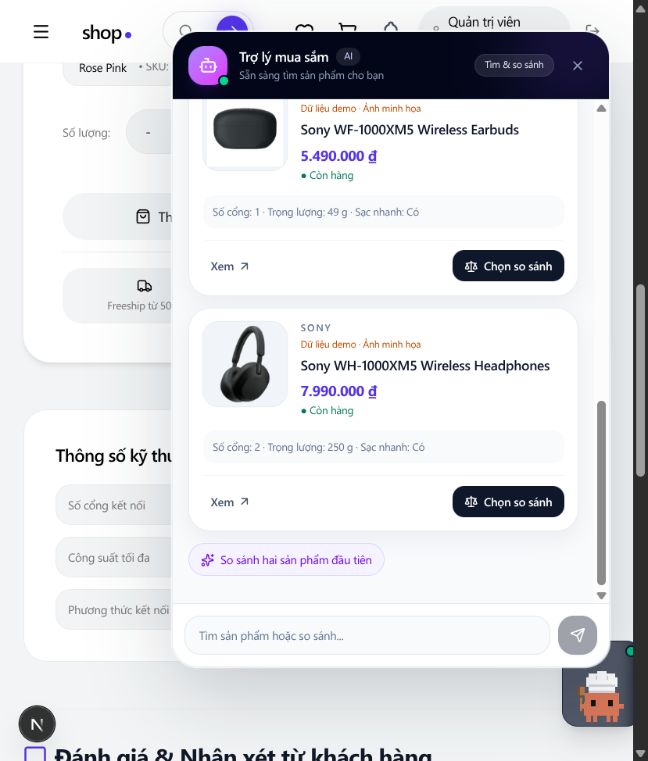 shop
Quản trị viên
Trợ lý mua sắm AI
Sẵn sàng tìm sản phẩm cho bạn
Tìm & so sánh
Rose Pink • SKU:
Số lượng: -
Th
Freeship từ 50
Thông số kỹ thu
Số cổng kết nối
Công suất tối đa
Phương thức kết nối
Dữ liệu demo · Ảnh minh họa
Sony WF-1000XM5 Wireless Earbuds
5.490.000 ₫
Còn hàng
Số cổng: 1 · Trọng lượng: 49 g · Sạc nhanh: Có
Xem
Chọn so sánh
SONY
Dữ liệu demo · Ảnh minh họa
Sony WH-1000XM5 Wireless Headphones
7.990.000 ₫
Còn hàng
Số cổng: 2 · Trọng lượng: 250 g · Sạc nhanh: Có
Xem
Chọn so sánh
So sánh hai sản phẩm đầu tiên
Tìm sản phẩm hoặc so sánh...
N
Đánh giá & Nhận xét từ khách hàng